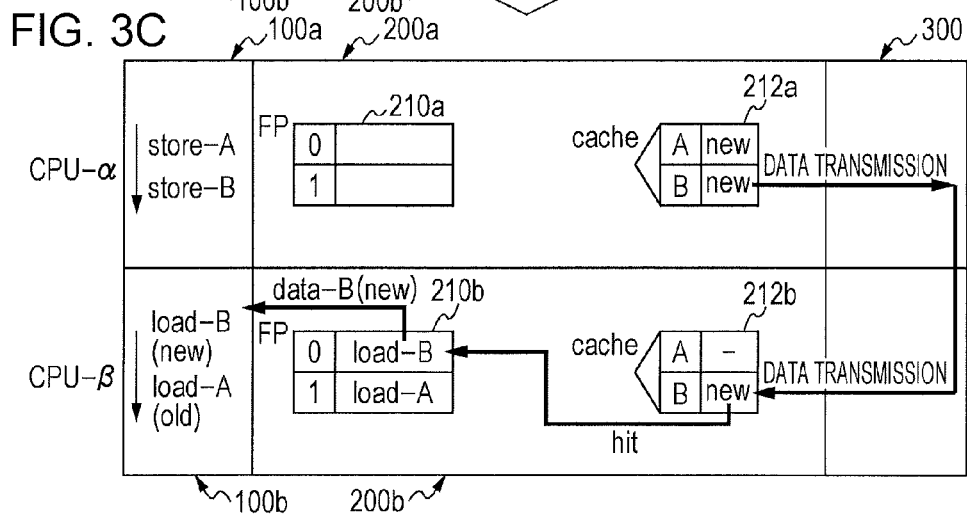 100b
200b
FIG. 3C
100a
200a
300
CPU-α
store-A
store-B
FP
210a
0
1
cache
212a
A new
B new
DATA TRANSMISSION
CPU-β
load-B
(new)
load-A
(old)
data-B(new)
FP
210b
0 load-B
1 load-A
cache
212b
A -
B new
DATA TRANSMISSION
hit
100b
200b